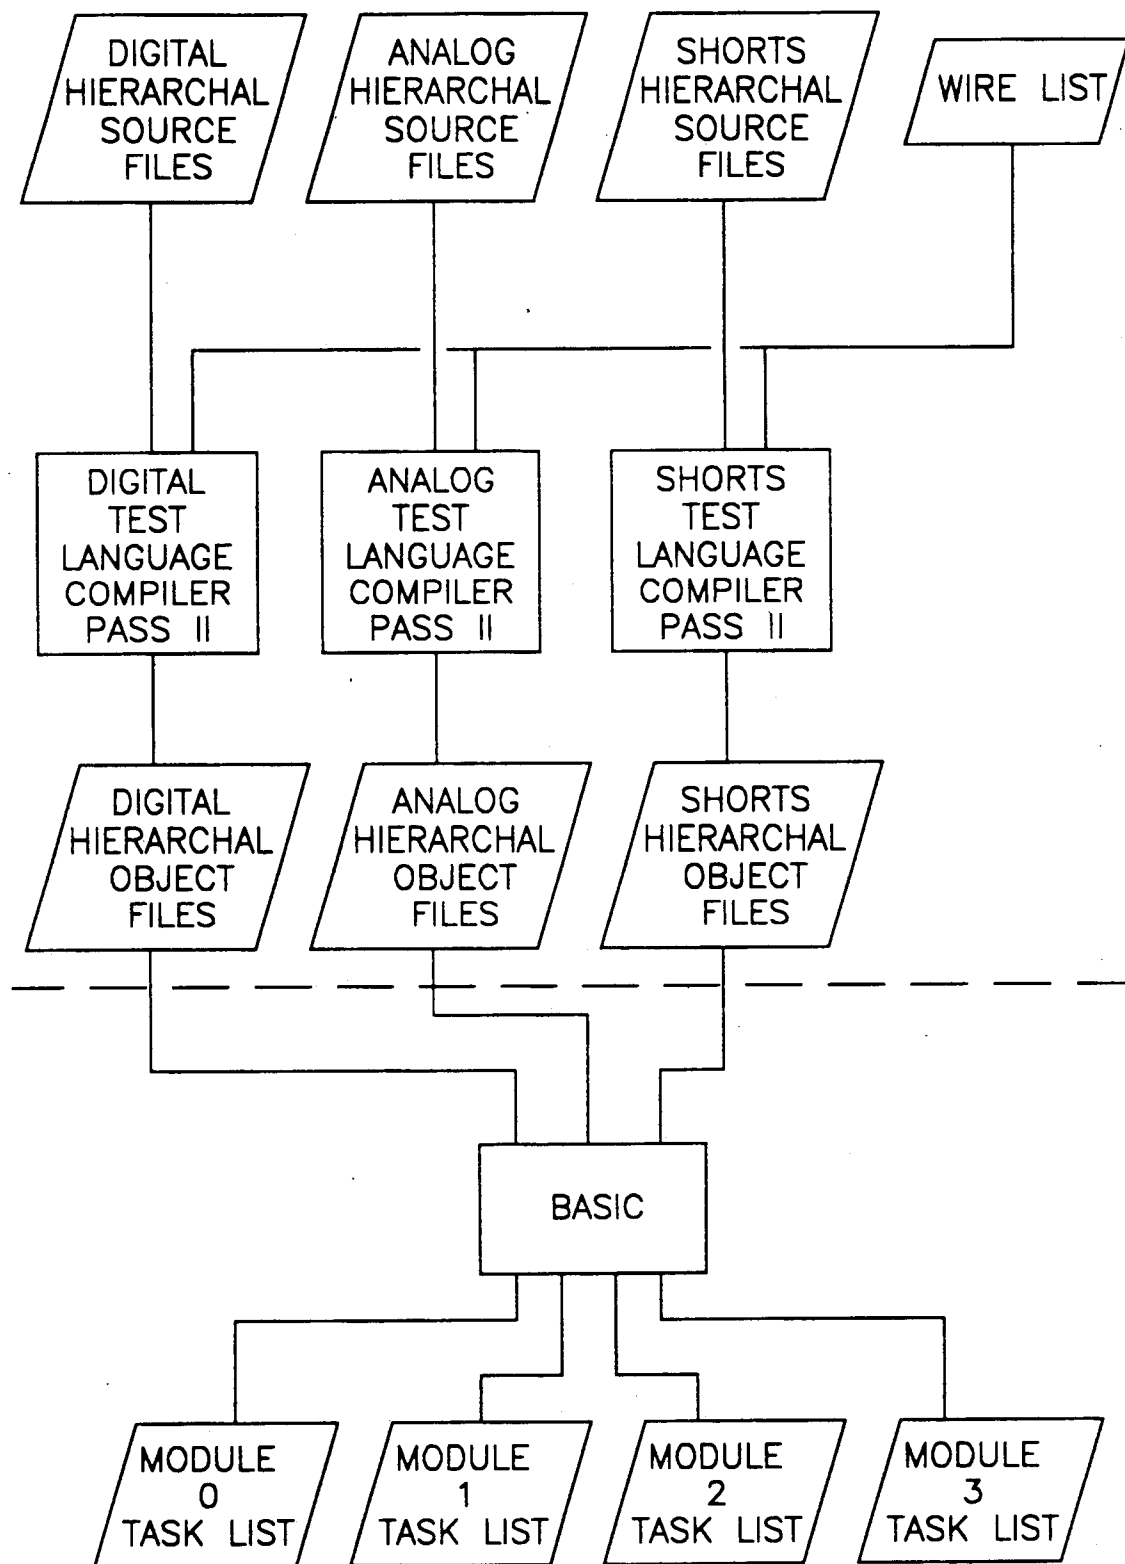 DIGITAL
HIERARCHAL
SOURCE
FILES
ANALOG
HIERARCHAL
SOURCE
FILES
SHORTS
HIERARCHAL
SOURCE
FILES
WIRE LIST
DIGITAL
TEST
LANGUAGE
COMPILER
PASS II
ANALOG
TEST
LANGUAGE
COMPILER
PASS II
SHORTS
TEST
LANGUAGE
COMPILER
PASS II
DIGITAL
HIERARCHAL
OBJECT
FILES
ANALOG
HIERARCHAL
OBJECT
FILES
SHORTS
HIERARCHAL
OBJECT
FILES
BASIC
MODULE
0
TASK LIST
MODULE
1
TASK LIST
MODULE
2
TASK LIST
MODULE
3
TASK LIST